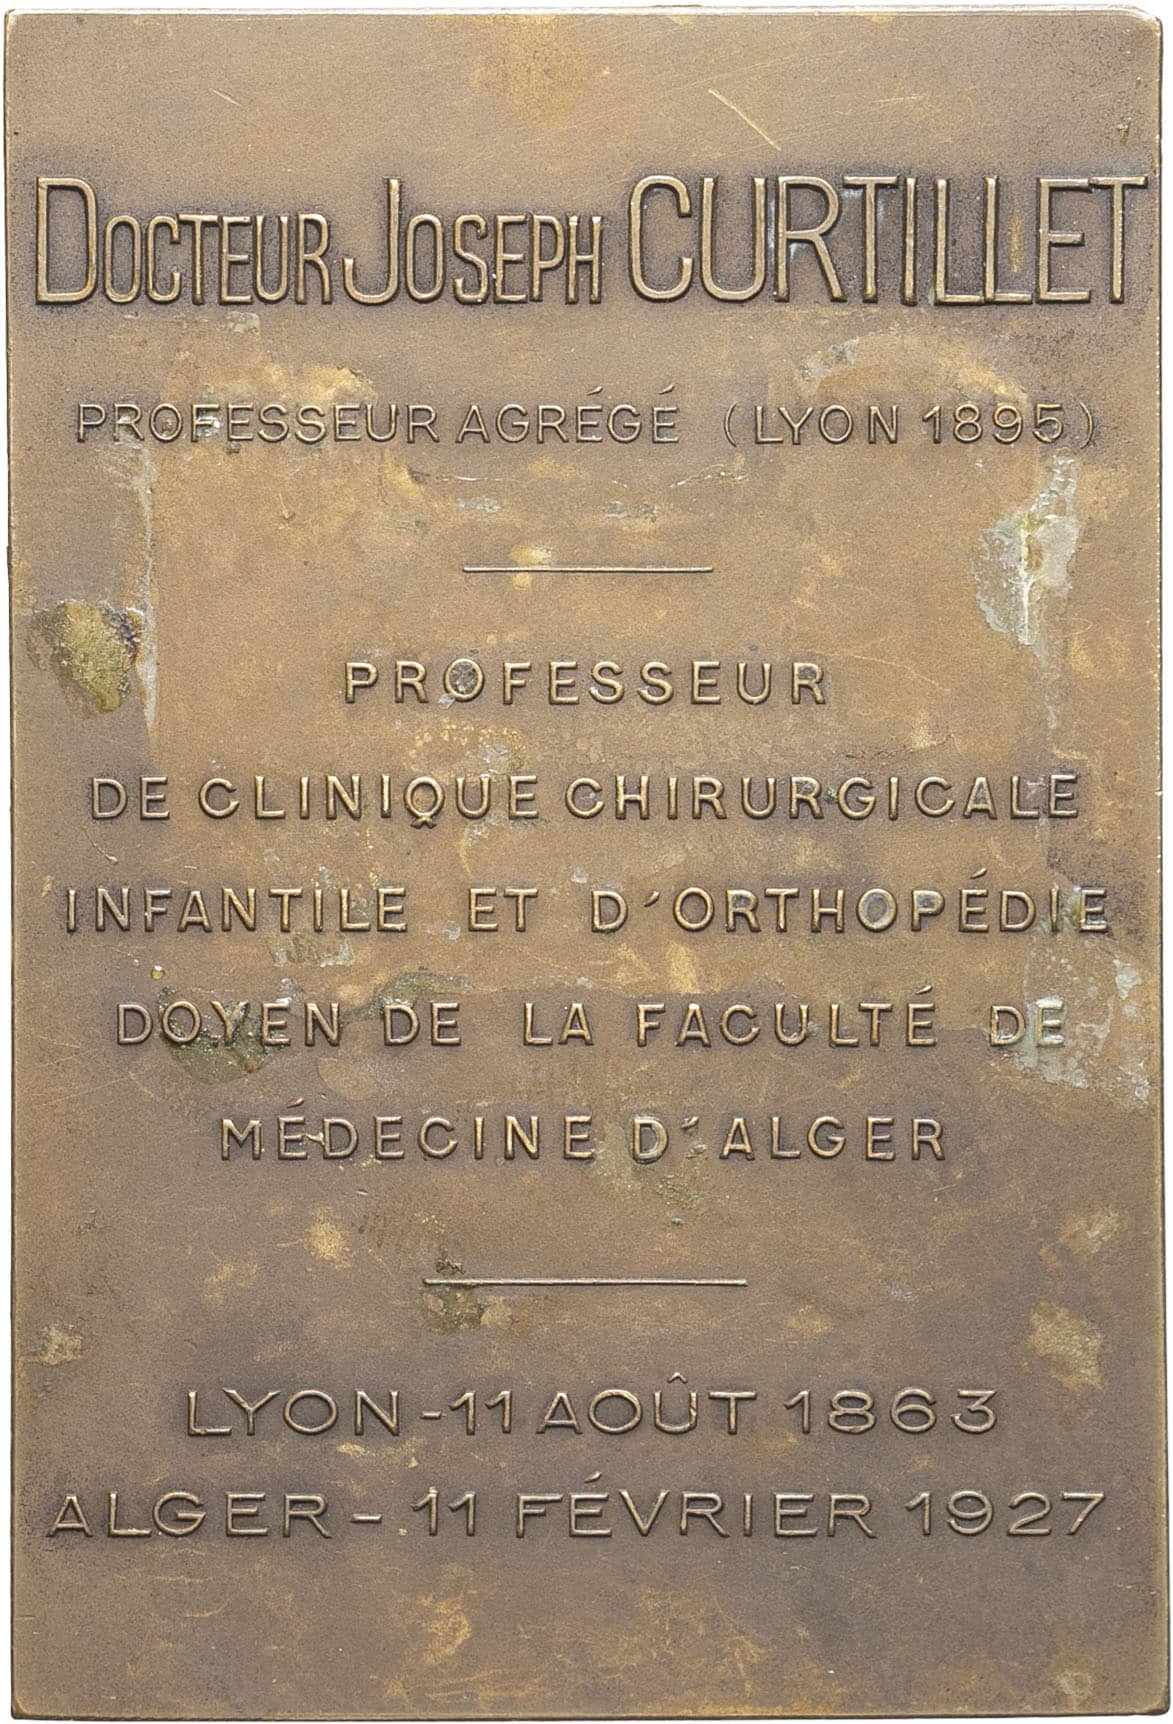 DOCTEUR JOSEPH CURTILLET
PROFESSEUR AGRÉGÉ (LYON 1895)
PROFESSEUR
DE CLINIQUE CHIRURGICALE
INFANTILE ET D'ORTHOPÉDIE
DOYEN DE LA FACULTÉ DE
MÉDECINE D'ALGER
LYON - 11 AOÛT 1863
ALGER - 11 FÉVRIER 1927